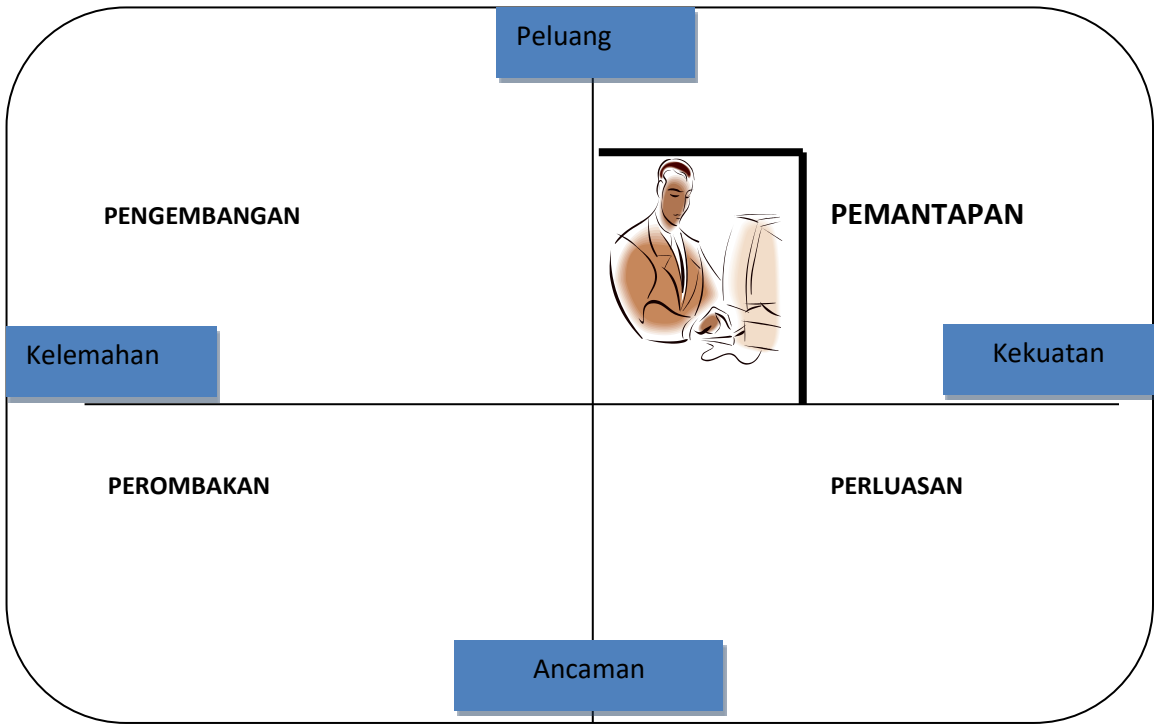 Peluang
PENGEMBANGAN
PEMANTAPAN
Kelemahan
Kekuatan
PEROMBAKAN
PERLUASAN
Ancaman